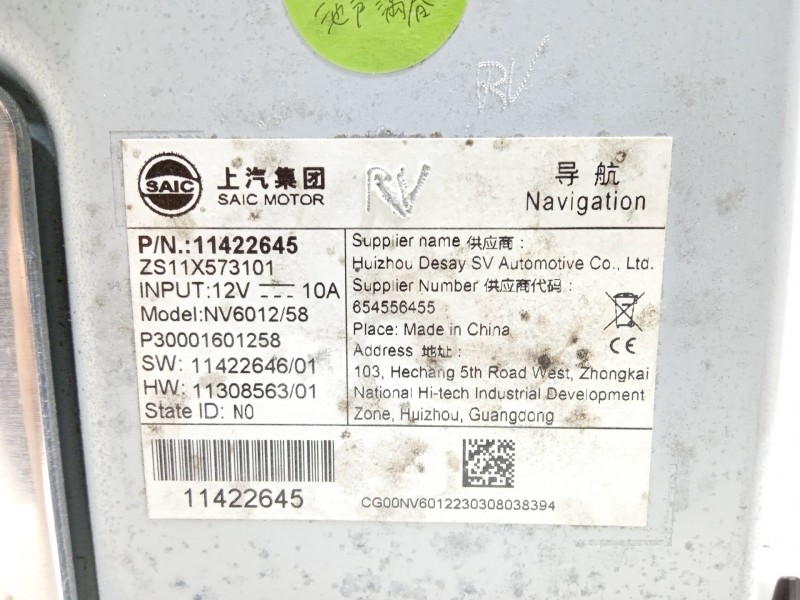 RV
SAIC
上汽集团
SAIC MOTOR
RV
导航
Navigation
P/N.:11422645
ZS11X573101
INPUT:12V 10A
Model:NV6012/58
P30001601258
SW: 11422646/01
HW: 11308563/01
State ID: NO
Supplier name 供应商:
Huizhou Desay SV Automotive Co., Ltd.
Supplier Number 供应商代码:
654556455
Place: Made in China
Address 地址:
CE
103, Hechang 5th Road West, Zhongkai
National Hi-tech Industrial Development
Zone, Huizhou, Guangdong
11422645
CG00NV6012230308038394